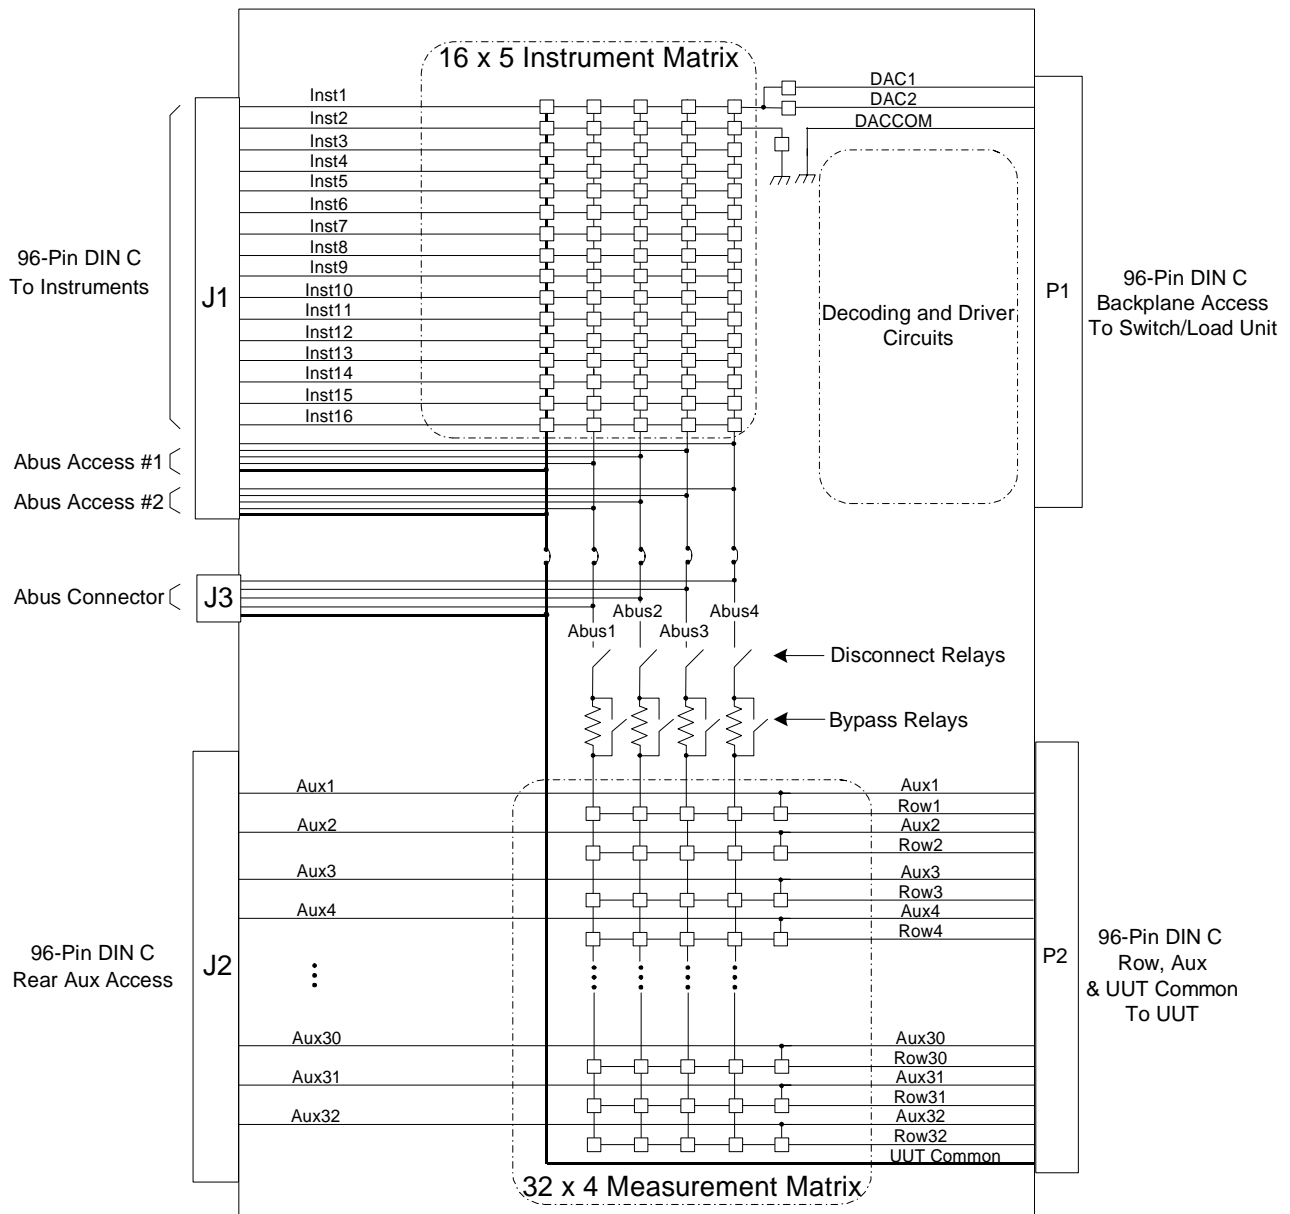 16 x 5 Instrument Matrix
Inst1
Inst2
Inst3
Inst4
Inst5
Inst6
Inst7
Inst8
Inst9
Inst10
Inst11
Inst12
Inst13
Inst14
Inst15
Inst16
DAC1
DAC2
DACCOM
96-Pin DIN C
To Instruments
J1
Decoding and Driver
Circuits
P1
96-Pin DIN C
Backplane Access
To Switch/Load Unit
Abus Access #1
Abus Access #2
Abus Connector
J3
Abus1
Abus2
Abus3
Abus4
Disconnect Relays
Bypass Relays
Aux1
Aux2
Aux3
Aux4
Aux30
Aux31
Aux32
96-Pin DIN C
Rear Aux Access
J2
Aux1
Row1
Aux2
Row2
Aux3
Row3
Aux4
Row4
Aux30
Row30
Aux31
Row31
Aux32
Row32
UUT Common
P2
96-Pin DIN C
Row, Aux
& UUT Common
To UUT
32 x 4 Measurement Matrix